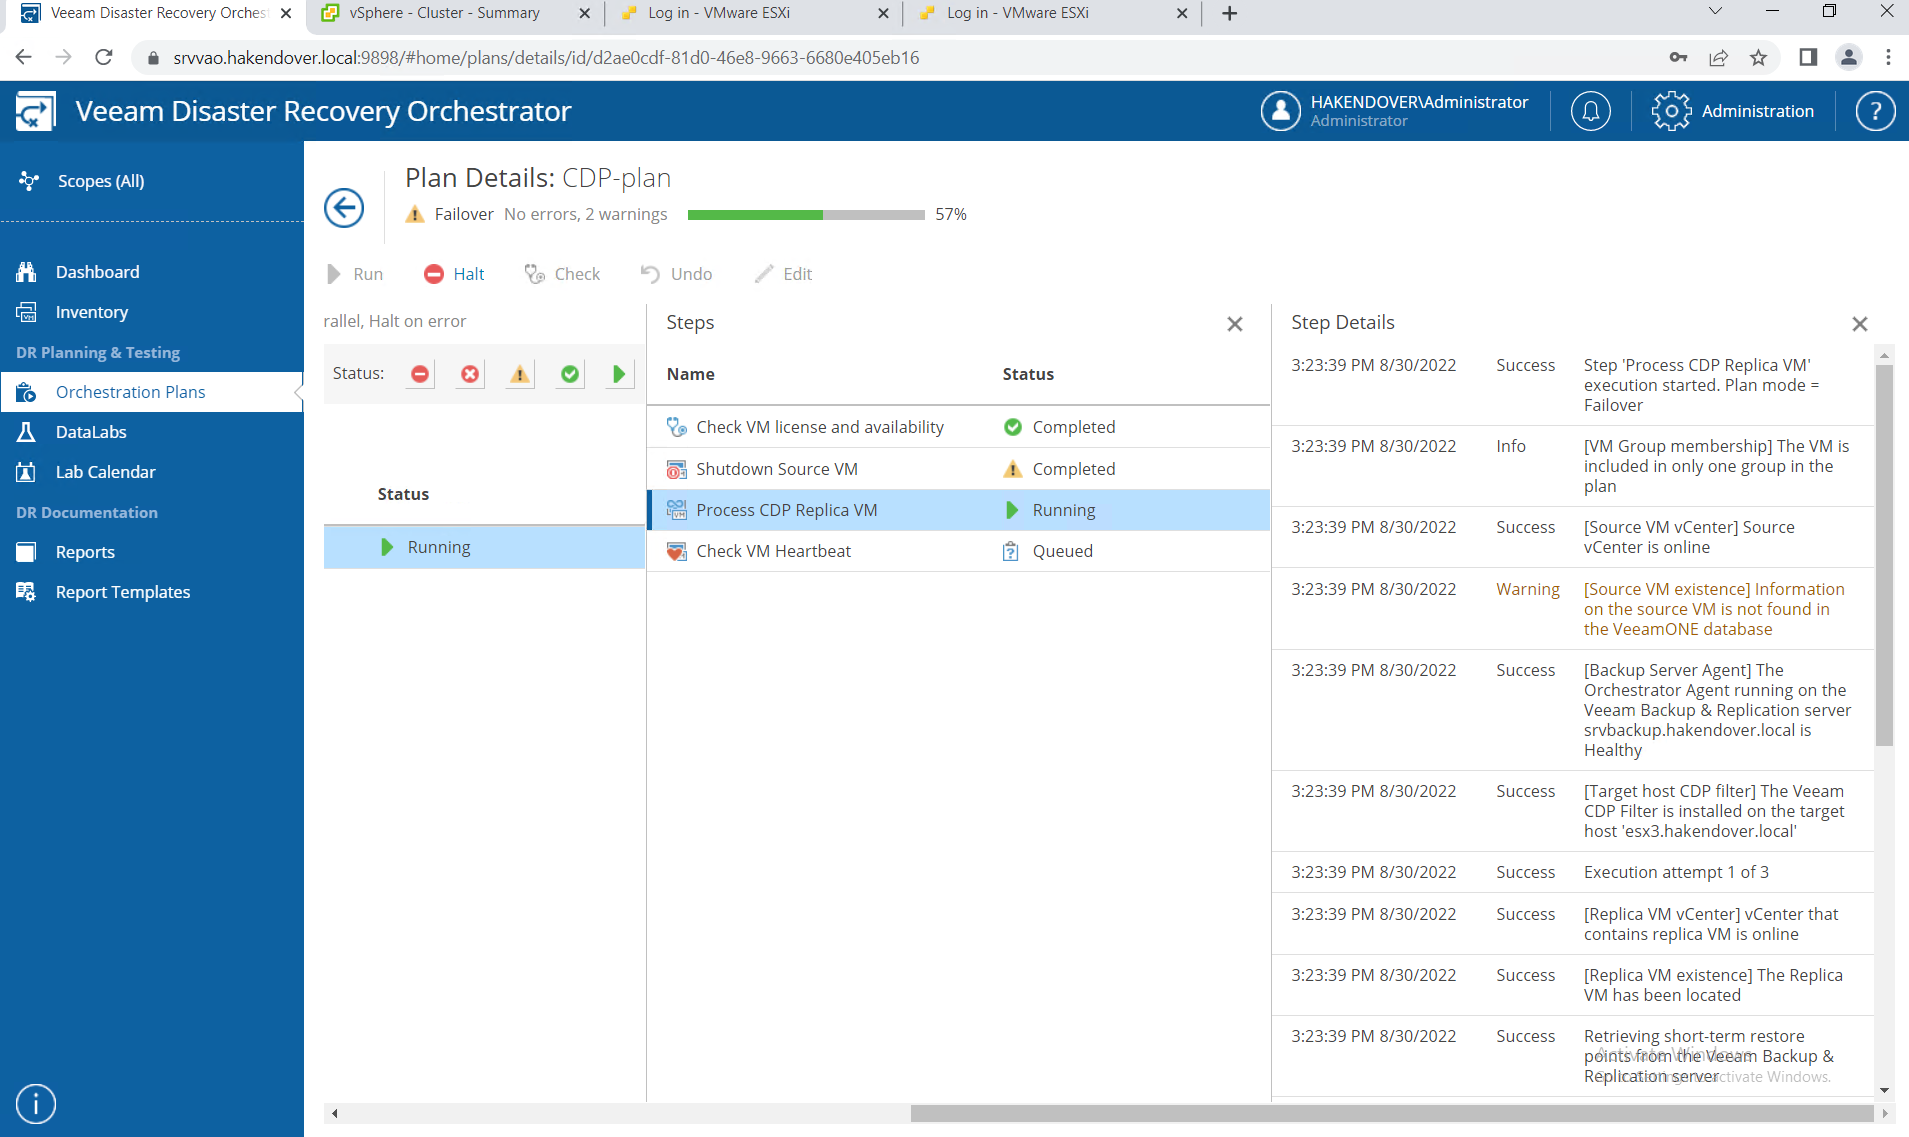 Veeam Disaster Recovery Orches
vSphere - Cluster - Summary
Log in - VMware ESXi
Log in - VMware ESXi
srvvao.hakendover.local:9898/#home/plans/details/id/d2ae0cdf-81d0-46e8-9663-6680e405eb16
Veeam Disaster Recovery Orchestrator
HAKENDOVER\Administrator
Administrator
Administration
?
Scopes (All)
Dashboard
Inventory
DR Planning & Testing
Orchestration Plans
DataLabs
Lab Calendar
DR Documentation
Reports
Report Templates
Plan Details: CDP-plan
Failover No errors, 2 warnings 57%
Run Halt Check Undo Edit
rallel, Halt on error
Status:
Status
Running
Steps
Name Status
Check VM license and availability Completed
Shutdown Source VM Completed
Process CDP Replica VM Running
Check VM Heartbeat Queued
Step Details
3:23:39 PM 8/30/2022 Success Step 'Process CDP Replica VM'
execution started. Plan mode =
Failover
3:23:39 PM 8/30/2022 Info [VM Group membership] The VM is
included in only one group in the
plan
3:23:39 PM 8/30/2022 Success [Source VM vCenter] Source
vCenter is online
3:23:39 PM 8/30/2022 Warning [Source VM existence] Information
on the source VM is not found in
the VeeamONE database
3:23:39 PM 8/30/2022 Success [Backup Server Agent] The
Orchestrator Agent running on the
Veeam Backup & Replication server
srvbackup.hakendover.local is
Healthy
3:23:39 PM 8/30/2022 Success [Target host CDP filter] The Veeam
CDP Filter is installed on the target
host 'esx3.hakendover.local'
3:23:39 PM 8/30/2022 Success Execution attempt 1 of 3
3:23:39 PM 8/30/2022 Success [Replica VM vCenter] vCenter that
contains replica VM is online
3:23:39 PM 8/30/2022 Success [Replica VM existence] The Replica
VM has been located
3:23:39 PM 8/30/2022 Success Retrieving short-term restore
points from the Veeam Backup &
Replication server
Activate Windows
Go to Settings to activate Windows.